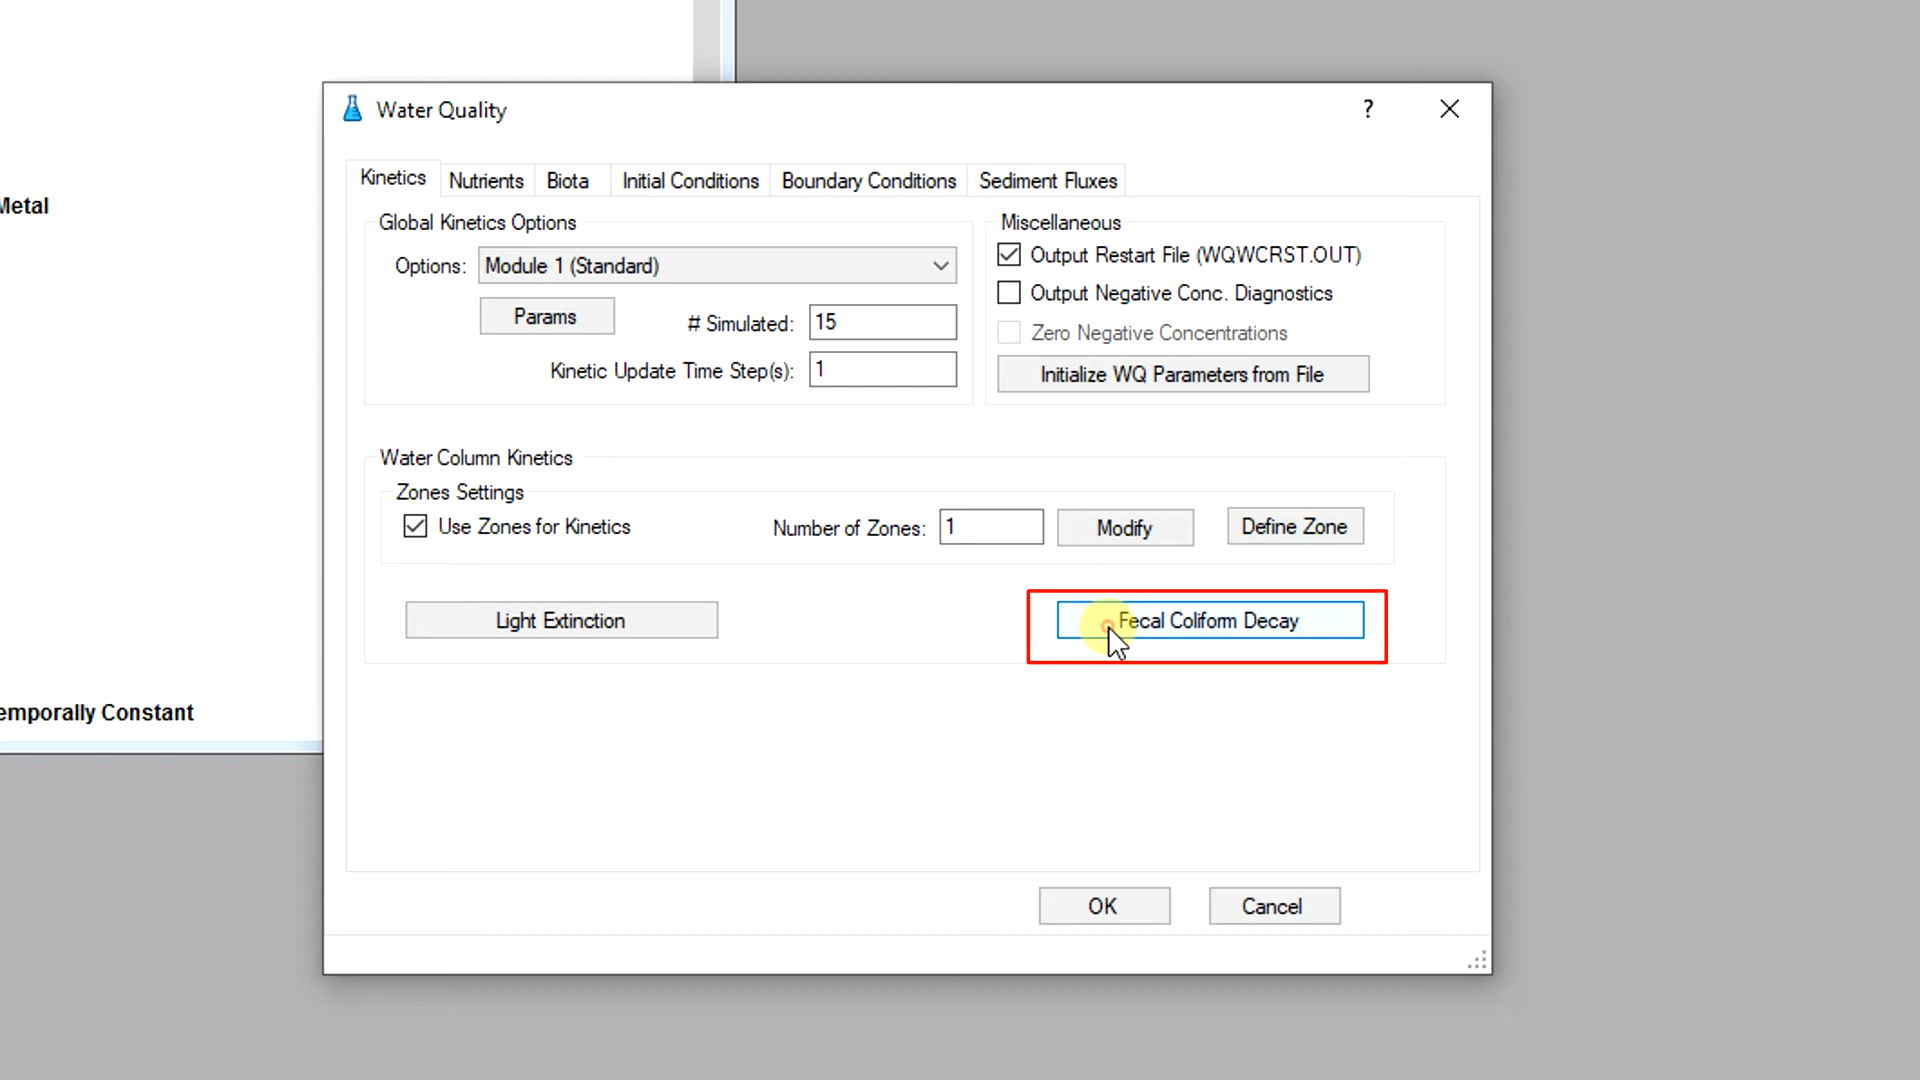 Water Quality
?
Kinetics
Nutrients
Biota
Initial Conditions
Boundary Conditions
Sediment Fluxes
Metal
Global Kinetics Options
Options: Module 1 (Standard)
Params
# Simulated: 15
Kinetic Update Time Step(s): 1
Miscellaneous
Output Restart File (WQWCRST.OUT)
Output Negative Conc. Diagnostics
Zero Negative Concentrations
Initialize WQ Parameters from File
Water Column Kinetics
Zones Settings
Use Zones for Kinetics
Number of Zones: 1
Modify
Define Zone
Light Extinction
Fecal Coliform Decay
emporally Constant
OK
Cancel